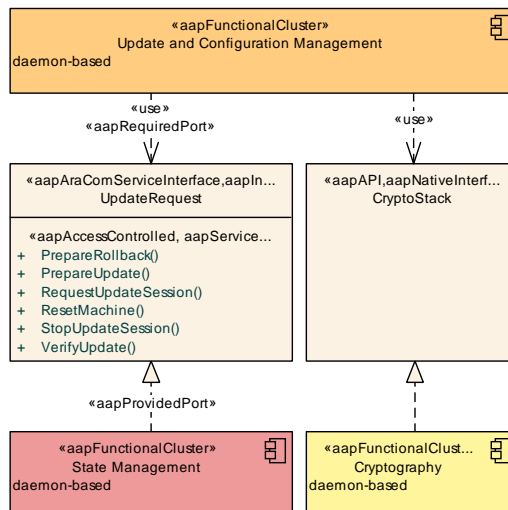 «aapFunctionalCluster»
Update and Configuration Management
daemon-based
«use»
«aapRequiredPort»
«use»
«aapAraComServiceInterface,aapIn...
UpdateRequest
«aapAccessControlled, aapService...
+ PrepareRollback()
+ PrepareUpdate()
+ RequestUpdateSession()
+ ResetMachine()
+ StopUpdateSession()
+ VerifyUpdate()
«aapAPI,aapNativeInterf...
CryptoStack
«aapProvidedPort»
«aapFunctionalCluster»
State Management
daemon-based
«aapFunctionalClust...
Cryptography
daemon-based